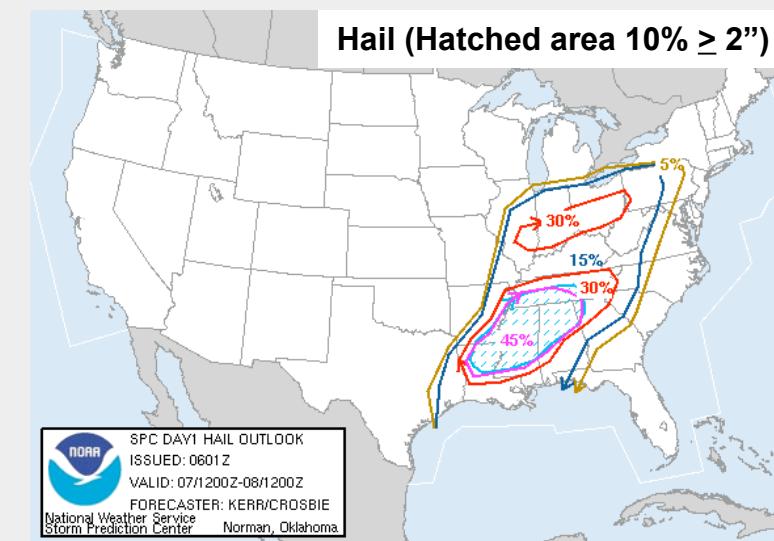 Hail (Hatched area 10% ≥ 2”)
5%
30%
15%
30%
45%
NOAA
SPC DAY1 HAIL OUTLOOK
ISSUED: 0601Z
VALID: 07/1200Z-08/1200Z
FORECASTER: KERR/CROSBIE
National Weather Service
Storm Prediction Center Norman, Oklahoma